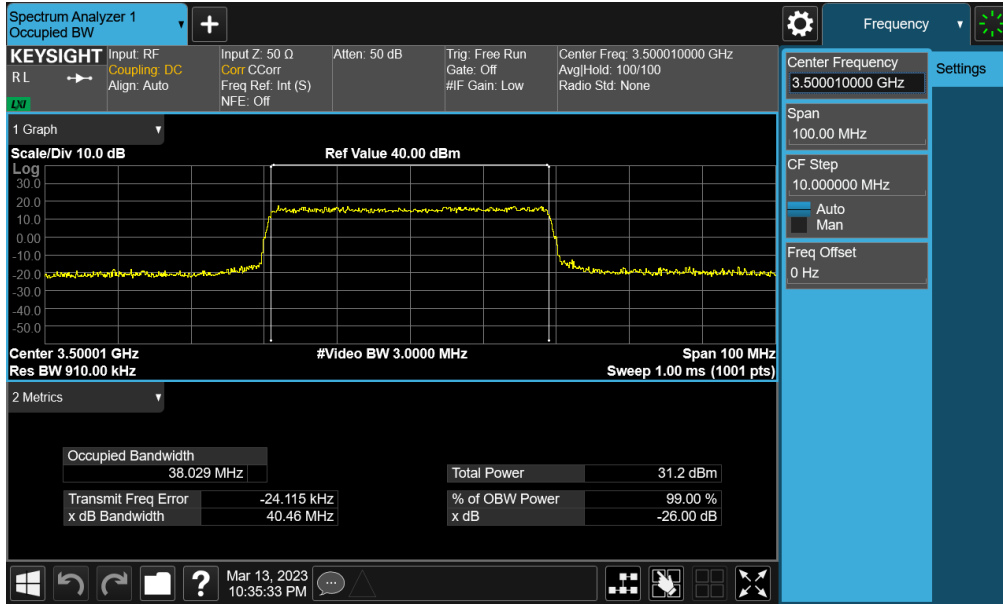 Spectrum Analyzer 1
Occupied BW
+
Frequency
KEYSIGHT
RL
LXI
Input: RF
Coupling: DC
Align: Auto
Input Z: 50 Ω
Corr CCorr
Freq Ref: Int (S)
NFE: Off
Atten: 50 dB
Trig: Free Run
Gate: Off
#IF Gain: Low
Center Freq: 3.500010000 GHz
Avg|Hold: 100/100
Radio Std: None
1 Graph
Scale/Div 10.0 dB
Ref Value 40.00 dBm
Log
30.0
20.0
10.0
0.00
-10.0
-20.0
-30.0
-40.0
-50.0
Center 3.50001 GHz
#Video BW 3.0000 MHz
Span 100 MHz
Res BW 910.00 kHz
Sweep 1.00 ms (1001 pts)
2 Metrics
Occupied Bandwidth
38.029 MHz
Total Power 31.2 dBm
Transmit Freq Error -24.115 kHz
% of OBW Power 99.00 %
x dB Bandwidth 40.46 MHz
x dB -26.00 dB
Center Frequency
3.500010000 GHz
Settings
Span
100.00 MHz
CF Step
10.000000 MHz
Auto
Man
Freq Offset
0 Hz
?
Mar 13, 2023
10:35:33 PM